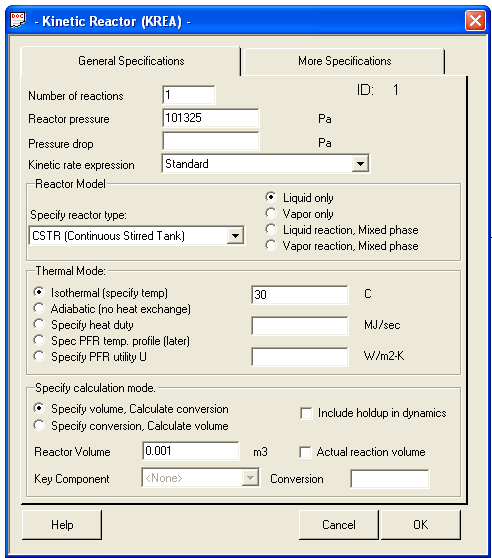 - Kinetic Reactor (KREA) -
General Specifications More Specifications
ID: 1
Number of reactions 1
Reactor pressure 101325 Pa
Pressure drop Pa
Kinetic rate expression Standard
Reactor Model
Specify reactor type:
CSTR (Continuous Stirred Tank)
Liquid only
Vapor only
Liquid reaction, Mixed phase
Vapor reaction, Mixed phase
Thermal Mode:
Isothermal (specify temp) 30 C
Adiabatic (no heat exchange)
Specify heat duty MJ/sec
Spec PFR temp. profile (later)
Specify PFR utility U W/m2-K
Specify calculation mode.
Specify volume, Calculate conversion
Specify conversion, Calculate volume
Include holdup in dynamics
Reactor Volume 0.001 m3 Actual reaction volume
Key Component <None> Conversion
Help Cancel OK